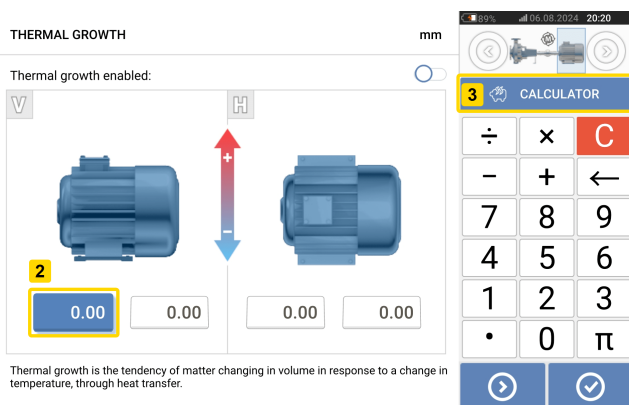 THERMAL GROWTH
mm
Thermal growth enabled:
V
H
+
−
2
0.00
0.00
0.00
0.00
Thermal growth is the tendency of matter changing in volume in response to a change in
temperature, through heat transfer.
89% 06.08.2024 20:20
M
3 CALCULATOR
÷ × C
− + ←
7 8 9
4 5 6
1 2 3
· 0 π